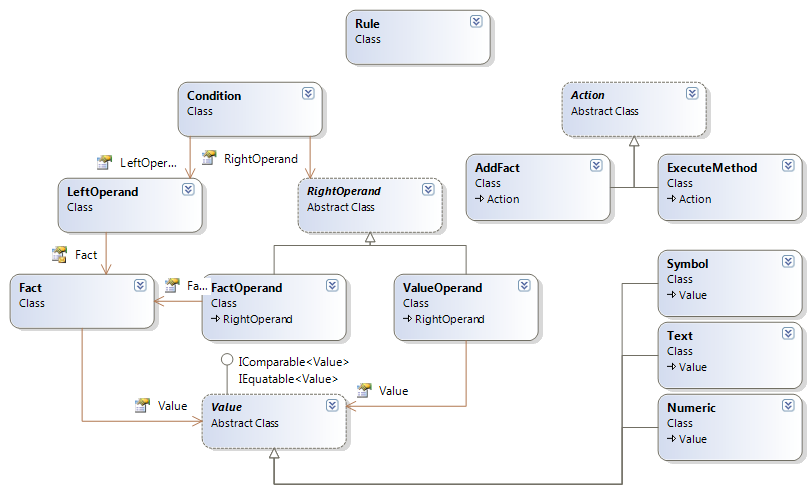 Rule
Class
Condition
Class
Action
Abstract Class
LeftOper...
RightOperand
AddFact
Class
Action
ExecuteMethod
Class
Action
LeftOperand
Class
RightOperand
Abstract Class
Fact
Symbol
Class
Value
Fact
Class
Fa...
FactOperand
Class
RightOperand
ValueOperand
Class
RightOperand
Text
Class
Value
IComparable<Value>
IEquatable<Value>
Value
Value
Value
Abstract Class
Numeric
Class
Value